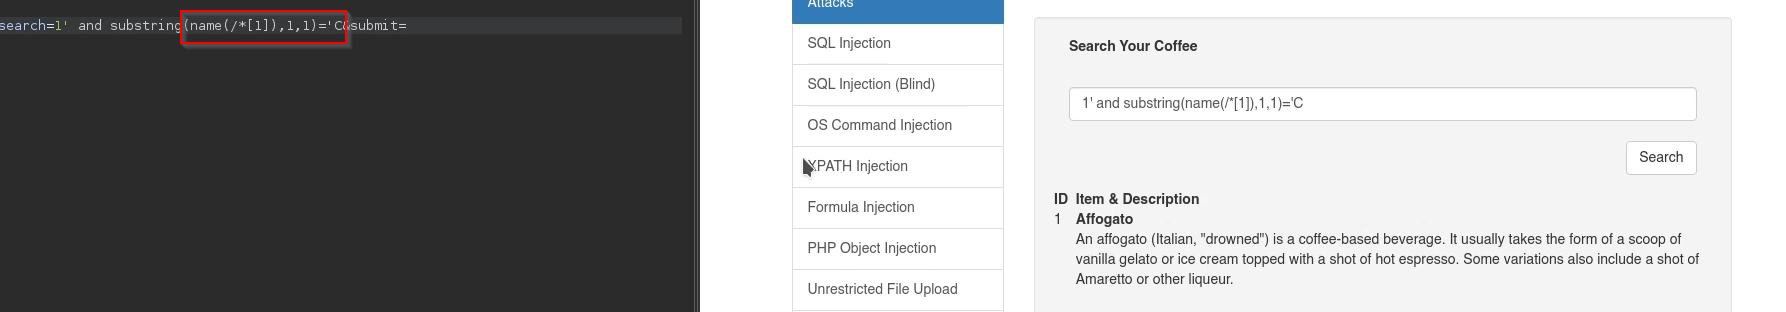 search=1' and substring(name(/*[1]),1,1)='C&submit=
Attacks
SQL Injection
SQL Injection (Blind)
OS Command Injection
XPATH Injection
Formula Injection
PHP Object Injection
Unrestricted File Upload
Search Your Coffee
1' and substring(name(/*[1]),1,1)='C
Search
ID Item & Description
1 Affogato
An affogato (Italian, "drowned") is a coffee-based beverage. It usually takes the form of a scoop of
vanilla gelato or ice cream topped with a shot of hot espresso. Some variations also include a shot of
Amaretto or other liqueur.